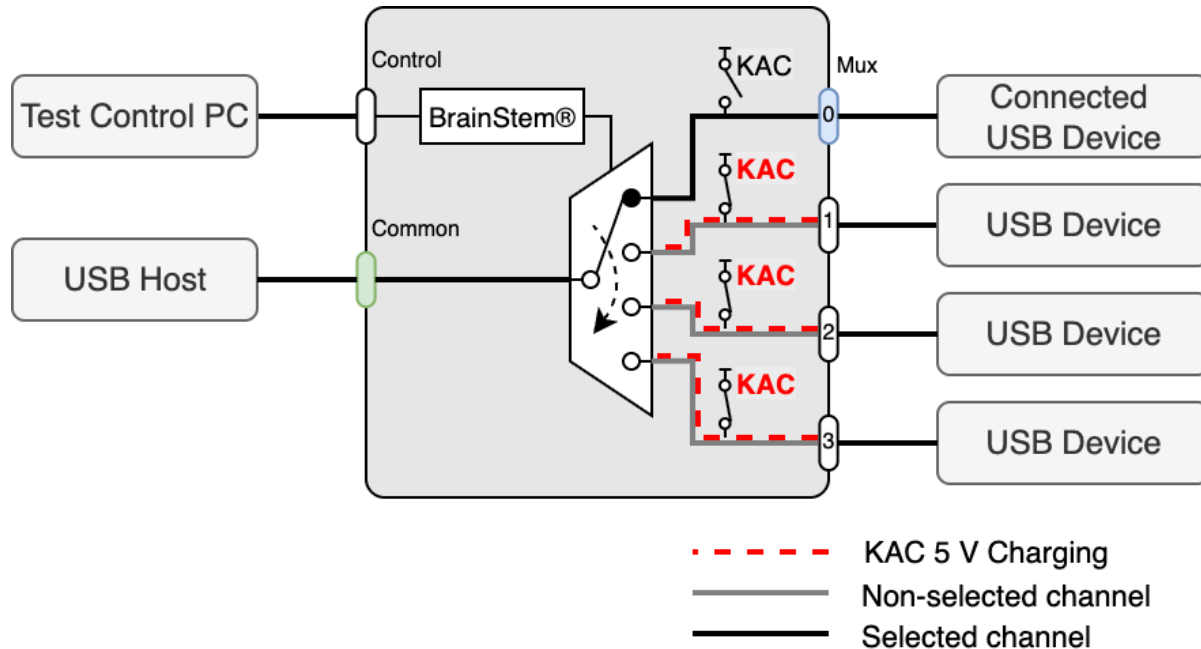 Control
KAC
Mux
Test Control PC
BrainStem®
0
Connected
USB Device
KAC
1
USB Device
Common
USB Host
KAC
2
USB Device
KAC
3
USB Device
KAC 5 V Charging
Non-selected channel
Selected channel